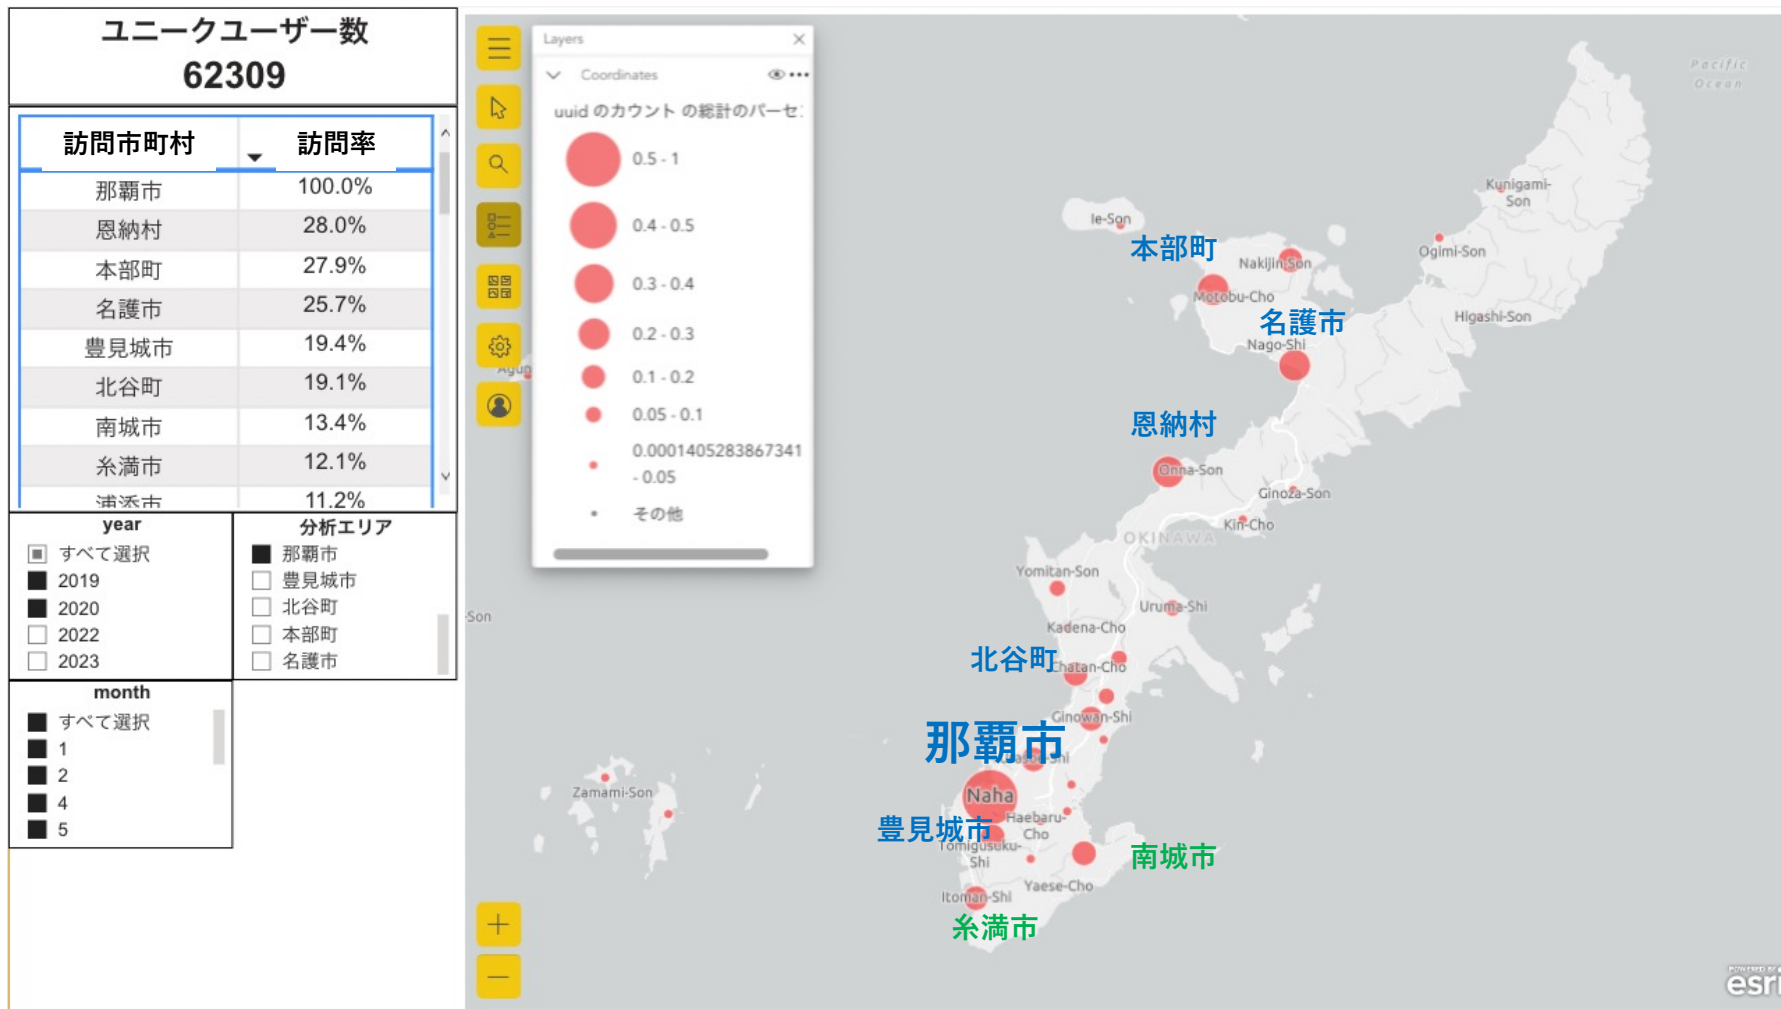 ユニークユーザー数
62309
訪問市町村 訪問率
那覇市 100.0%
恩納村 28.0%
本部町 27.9%
名護市 25.7%
豊見城市 19.4%
北谷町 19.1%
南城市 13.4%
糸満市 12.1%
浦添市 11.2%
year
すべて選択
2019
2020
2022
2023
分析エリア
那覇市
豊見城市
北谷町
本部町
名護市
month
すべて選択
1
2
4
5
Layers
Coordinates
uuid のカウント の総計のパーセ
0.5 - 1
0.4 - 0.5
0.3 - 0.4
0.2 - 0.3
0.1 - 0.2
0.05 - 0.1
0.0001405283867341
- 0.05
その他
Pacific
Ocean
Kunigami-
Son
Ie-Son
本部町
Ogimi-Son
Nakijin-Son
Motobu-Cho
Higashi-Son
名護市
Nago-Shi
Agun
恩納村
Onna-Son
Ginoza-Son
Kin-Cho
OKINAWA
Yomitan-Son
Uruma-Shi
-Son
Kadena-Cho
北谷町
Chatan-Cho
Ginowan-Shi
那覇市
Zamami-Son
Naha
Haebaru-
Cho
豊見城市
Tomigusuku-
Shi
南城市
Yaese-Cho
Itoman-Shi
糸満市
POWERED BY
esri